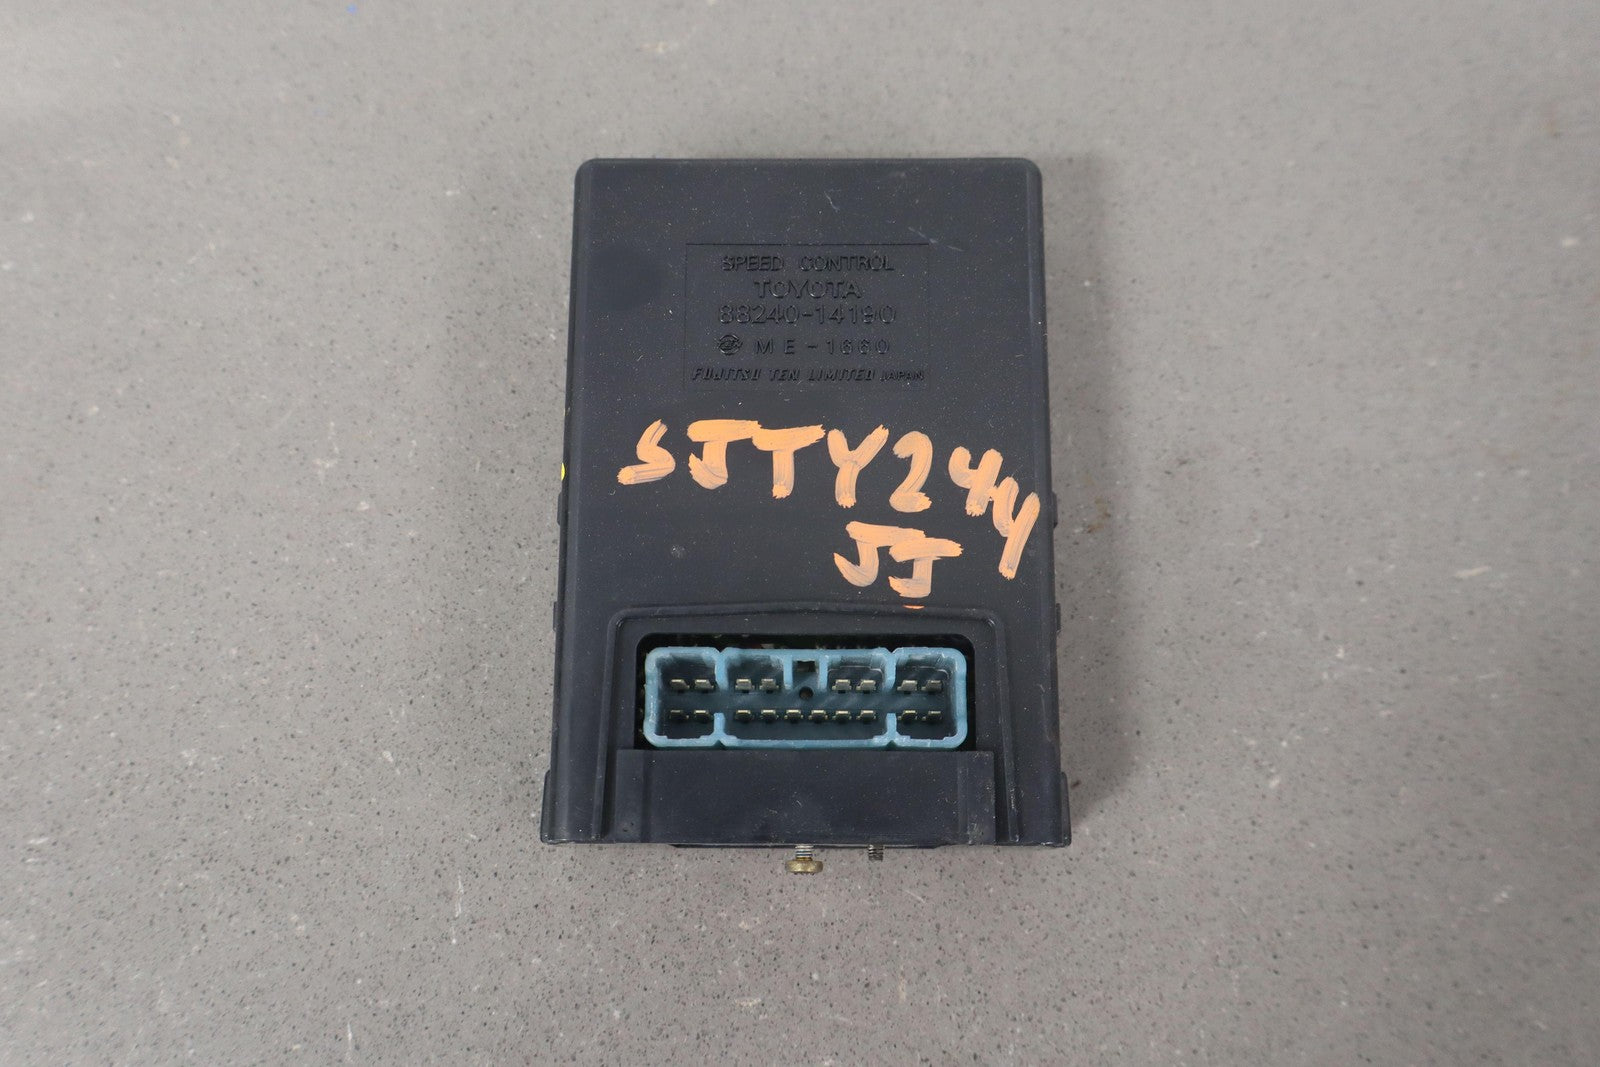 SPEED CONTROL
TOYOTA
88240-14190
ME-1660
FUJITSU TEN LIMITED JAPAN
SJTY244
JJ